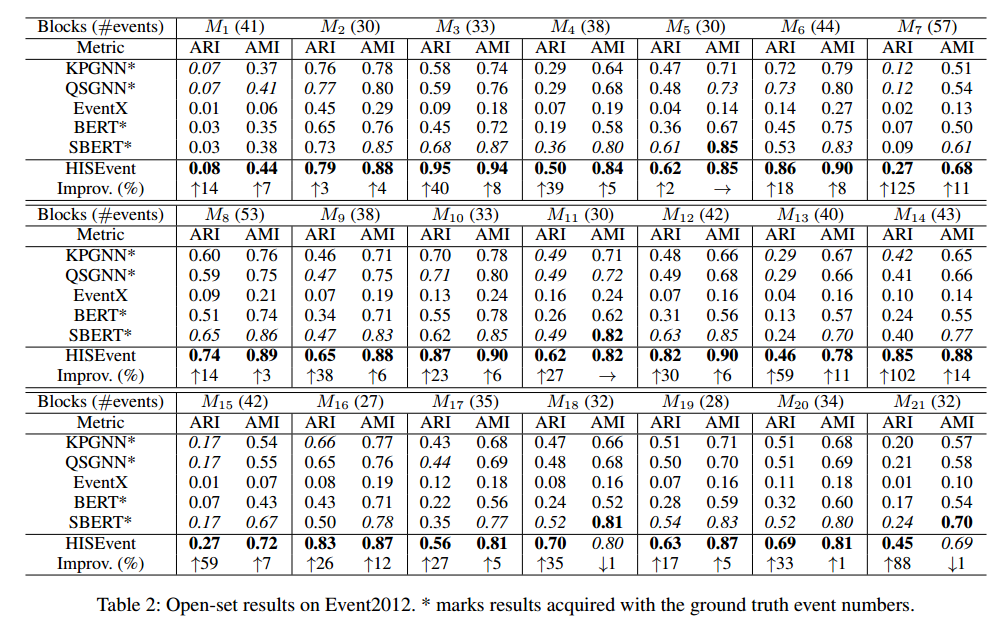 Blocks (#events) M1 (41) M2 (30) M3 (33) M4 (38) M5 (30) M6 (44) M7 (57)
Metric ARI AMI ARI AMI ARI AMI ARI AMI ARI AMI ARI AMI ARI AMI
KPGNN* 0.07 0.37 0.76 0.78 0.58 0.74 0.29 0.64 0.47 0.71 0.72 0.79 0.12 0.51
QSGNN* 0.07 0.41 0.77 0.80 0.59 0.76 0.29 0.68 0.48 0.73 0.73 0.80 0.12 0.54
EventX 0.01 0.06 0.45 0.29 0.09 0.18 0.07 0.19 0.04 0.14 0.14 0.27 0.02 0.13
BERT* 0.03 0.35 0.65 0.76 0.45 0.72 0.19 0.58 0.36 0.67 0.45 0.75 0.07 0.50
SBERT* 0.03 0.38 0.73 0.85 0.68 0.87 0.36 0.80 0.61 0.85 0.53 0.83 0.09 0.61
HISEvent 0.08 0.44 0.79 0.88 0.95 0.94 0.50 0.84 0.62 0.85 0.86 0.90 0.27 0.68
Improv. (%) ↑14 ↑7 ↑3 ↑4 ↑40 ↑8 ↑39 ↑5 ↑2 → ↑18 ↑8 ↑125 ↑11
Blocks (#events) M8 (53) M9 (38) M10 (33) M11 (30) M12 (42) M13 (40) M14 (43)
Metric ARI AMI ARI AMI ARI AMI ARI AMI ARI AMI ARI AMI ARI AMI
KPGNN* 0.60 0.76 0.46 0.71 0.70 0.78 0.49 0.71 0.48 0.66 0.29 0.67 0.42 0.65
QSGNN* 0.59 0.75 0.47 0.75 0.71 0.80 0.49 0.72 0.49 0.68 0.29 0.66 0.41 0.66
EventX 0.09 0.21 0.07 0.19 0.13 0.24 0.16 0.24 0.07 0.16 0.04 0.16 0.10 0.14
BERT* 0.51 0.74 0.34 0.71 0.55 0.78 0.26 0.62 0.31 0.56 0.13 0.57 0.24 0.55
SBERT* 0.65 0.86 0.47 0.83 0.62 0.85 0.49 0.82 0.63 0.85 0.24 0.70 0.40 0.77
HISEvent 0.74 0.89 0.65 0.88 0.87 0.90 0.62 0.82 0.82 0.90 0.46 0.78 0.85 0.88
Improv. (%) ↑14 ↑3 ↑38 ↑6 ↑23 ↑6 ↑27 → ↑30 ↑6 ↑59 ↑11 ↑102 ↑14
Blocks (#events) M15 (42) M16 (27) M17 (35) M18 (32) M19 (28) M20 (34) M21 (32)
Metric ARI AMI ARI AMI ARI AMI ARI AMI ARI AMI ARI AMI ARI AMI
KPGNN* 0.17 0.54 0.66 0.77 0.43 0.68 0.47 0.66 0.51 0.71 0.51 0.68 0.20 0.57
QSGNN* 0.17 0.55 0.65 0.76 0.44 0.69 0.48 0.68 0.50 0.70 0.51 0.69 0.21 0.58
EventX 0.01 0.07 0.08 0.19 0.12 0.18 0.08 0.16 0.07 0.16 0.11 0.18 0.01 0.10
BERT* 0.07 0.43 0.43 0.71 0.22 0.56 0.24 0.52 0.28 0.59 0.32 0.60 0.17 0.54
SBERT* 0.17 0.67 0.50 0.78 0.35 0.77 0.52 0.81 0.54 0.83 0.52 0.80 0.24 0.70
HISEvent 0.27 0.72 0.83 0.87 0.56 0.81 0.70 0.80 0.63 0.87 0.69 0.81 0.45 0.69
Improv. (%) ↑59 ↑7 ↑26 ↑12 ↑27 ↑5 ↑35 ↓1 ↑17 ↑5 ↑33 ↑1 ↑88 ↓1
Table 2: Open-set results on Event2012. * marks results acquired with the ground truth event numbers.